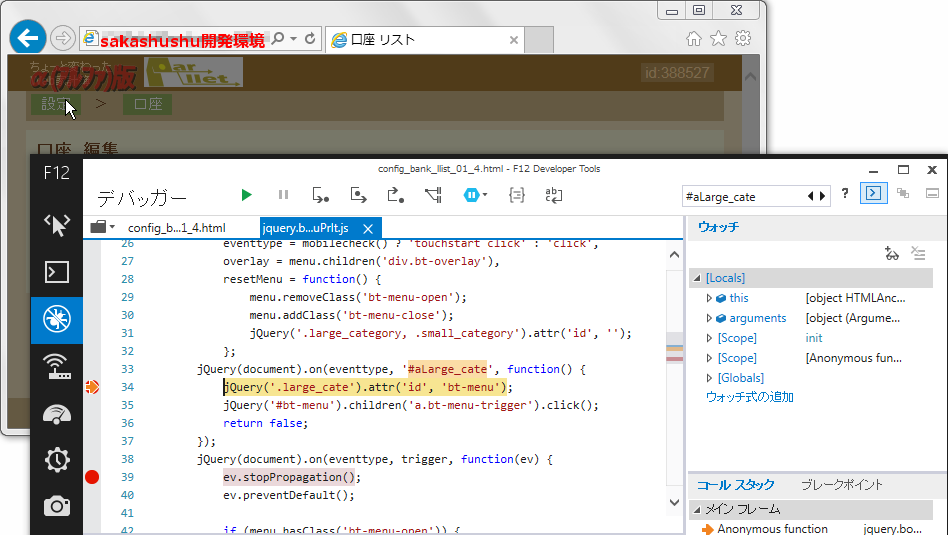 sakashushu開発環境
口座 リスト
ちょーと変わった
α(アルファ)版
id:388527
設定 > 口座
口座 編集
config_bank_llist_01_4.html - F12 Developer Tools
F12
デバッガー
#aLarge_cate
?
config_b...1_4.html
jquery.b...uPrlt.js
26 eventtype = mobilecheck() ? 'touchstart click' : 'click',
27 overlay = menu.children('div.bt-overlay'),
28 resetMenu = function() {
29 menu.removeClass('bt-menu-open');
30 menu.addClass('bt-menu-close');
31 jQuery('.large_category, .small_category').attr('id', '');
32 };
33 jQuery(document).on(eventtype, '#aLarge_cate', function() {
34 jQuery('.large_cate').attr('id', 'bt-menu');
35 jQuery('#bt-menu').children('a.bt-menu-trigger').click();
36 return false;
37 });
38 jQuery(document).on(eventtype, trigger, function(ev) {
39 ev.stopPropagation();
40 ev.preventDefault();
41
42 if (menu.hasClass('bt-menu-open')) {
ウォッチ
[Locals]
this [object HTMLAnc...
arguments [object (Argume...
[Scope] init
[Scope] [Anonymous fun...
[Globals]
ウォッチ式の追加
コール スタック ブレークポイント
メイン フレーム
Anonymous function jquery.bo...